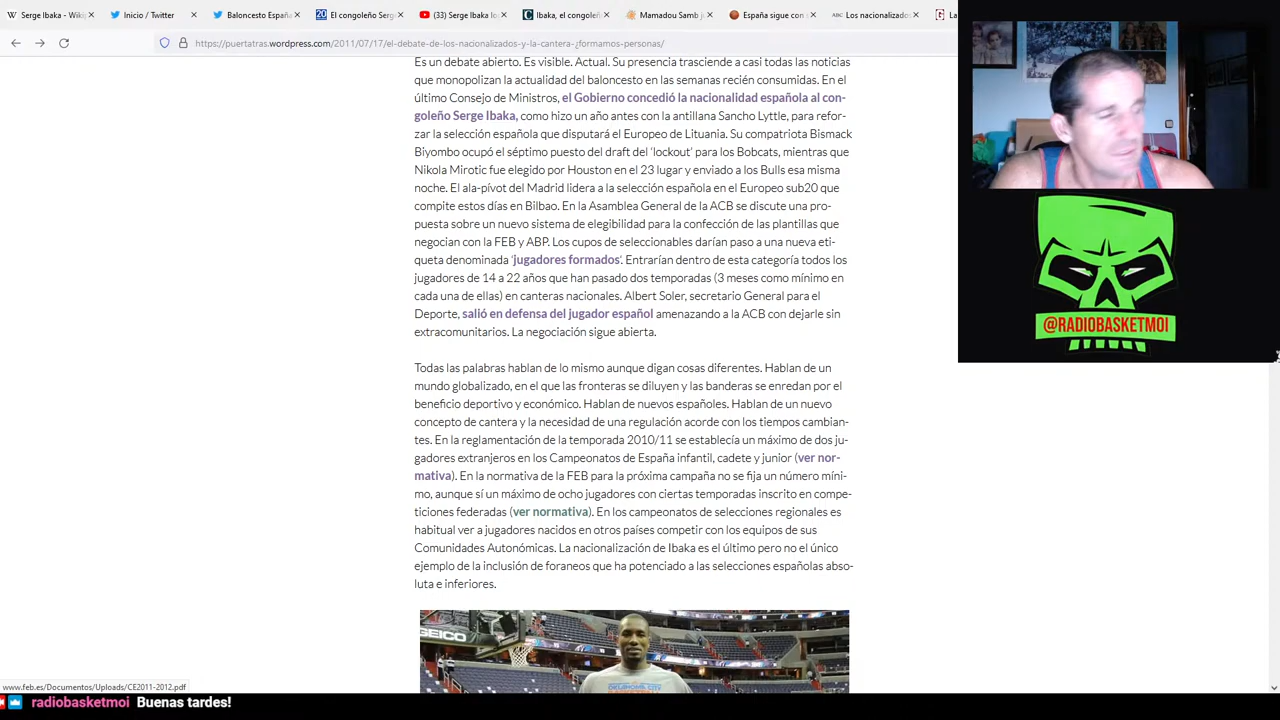 Serge Ibaka - Wikip
Inicio / Twitter
Baloncesto España
El congoleño Serg
(33) Serge Ibaka lo
Ibaka, el congoleñ
Mamadou Samb ju
España sigue con s
ABC Los nacionalizado
La
https://puertatras.wordpress.com/2011/07/17/el-debate-de-los-nacionalizados-y-la-cantera-¿formamos-personas/
Es un debate abierto. Es visible. Actual. Su presencia trasciende a casi todas las noticias
que monopolizan la actualidad del baloncesto en las semanas recién consumidas. En el
último Consejo de Ministros, el Gobierno concedió la nacionalidad española al con-
goleño Serge Ibaka, como hizo un año antes con la antillana Sancho Lyttle, para refor-
zar la selección española que disputará el Europeo de Lituania. Su compatriota Bismack
Biyombo ocupó el séptimo puesto del draft del 'lockout' para los Bobcats, mientras que
Nikola Mirotic fue elegido por Houston en el 23 lugar y enviado a los Bulls esa misma
noche. El ala-pívot del Madrid lidera a la selección española en el Europeo sub20 que
compite estos días en Bilbao. En la Asamblea General de la ACB se discute una pro-
puesta sobre un nuevo sistema de elegibilidad para la confección de las plantillas que
negocian con la FEB y ABP. Los cupos de seleccionables darían paso a una nueva eti-
queta denominada 'jugadores formados'. Entrarían dentro de esta categoría todos los
jugadores de 14 a 22 años que han pasado dos temporadas (3 meses como mínimo en
cada una de ellas) en canteras nacionales. Albert Soler, secretario General para el
Deporte, salió en defensa del jugador español amenazando a la ACB con dejarle sin
extracomunitarios. La negociación sigue abierta.
Todas las palabras hablan de lo mismo aunque digan cosas diferentes. Hablan de un
mundo globalizado, en el que las fronteras se diluyen y las banderas se enredan por el
beneficio deportivo y económico. Hablan de nuevos españoles. Hablan de un nuevo
concepto de cantera y la necesidad de una regulación acorde con los tiempos cambian-
tes. En la reglamentación de la temporada 2010/11 se establecía un máximo de dos ju-
gadores extranjeros en los Campeonatos de España infantil, cadete y junior (ver nor-
mativa). En la normativa de la FEB para la próxima campaña no se fija un número míni-
mo, aunque sí un máximo de ocho jugadores con ciertas temporadas inscrito en compe-
ticiones federadas (ver normativa). En los campeonatos de selecciones regionales es
habitual ver a jugadores nacidos en otros países competir con los equipos de sus
Comunidades Autonómicas. La nacionalización de Ibaka es el último pero no el único
ejemplo de la inclusión de foraneos que ha potenciado a las selecciones españolas abso-
luta e inferiores.
GEICO
OKLAHOMA CITY
@RADIOBASKETMOI
www.feb.es/Documentos/Uploads/CE2011-2012.pdf
radiobasketmoi Buenas tardes!